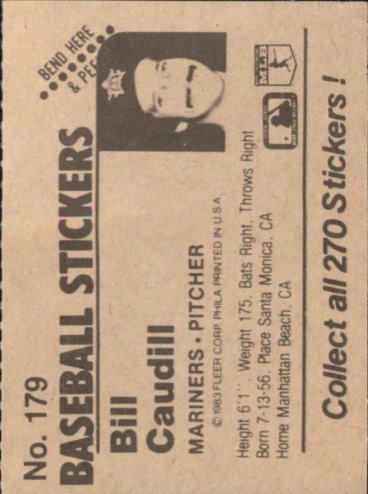 No. 179
BEND HERE
& PEE
BASEBALL STICKERS
Bill
Caudill
MARINERS • PITCHER
© 1983 FLEER CORP. PHILA PRINTED IN U.S.A.
Height 6'1''. Weight 175. Bats Right, Throws Right
Born 7-13-56. Place Santa Monica, CA
Home Manhattan Beach, CA
Collect all 270 Stickers!